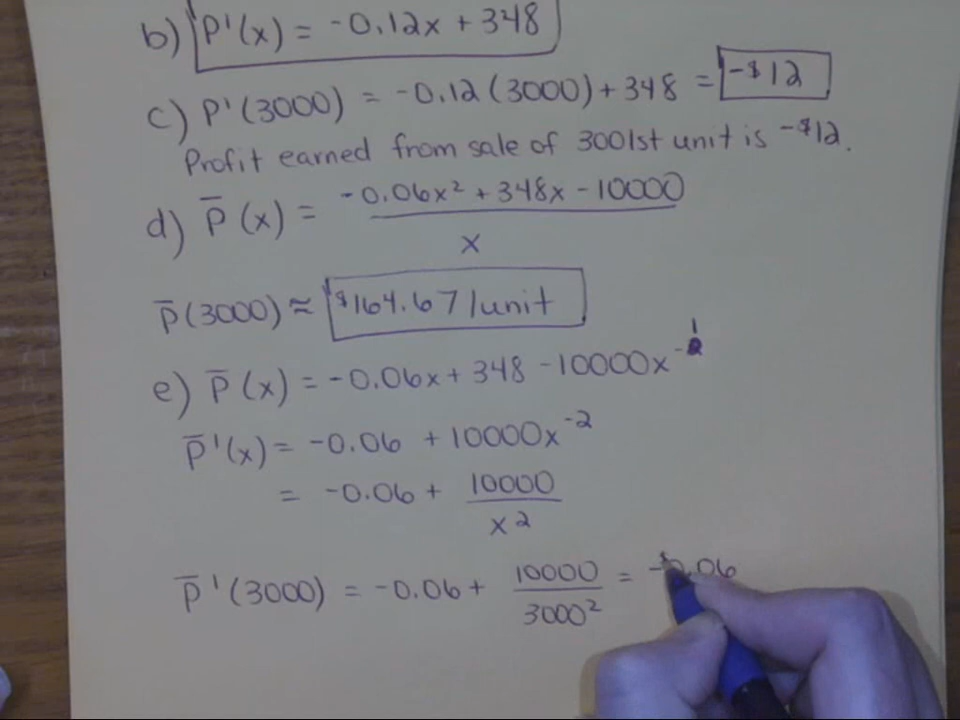 b) P'(x) = -0.12x + 348
c) P'(3000) = -0.12 (3000) + 348 = -$12
Profit earned from sale of 3001st unit is -$12.
d) P̅(x) = -0.06x² + 348x - 10000
x
P̅(3000) ≈ $164.67/unit
e) P̅(x) = -0.06x + 348 - 10000x⁻¹
P̅'(x) = -0.06 + 10000x⁻²
= -0.06 + 10000
x²
P̅'(3000) = -0.06 + 10000 = -$0.06
3000²